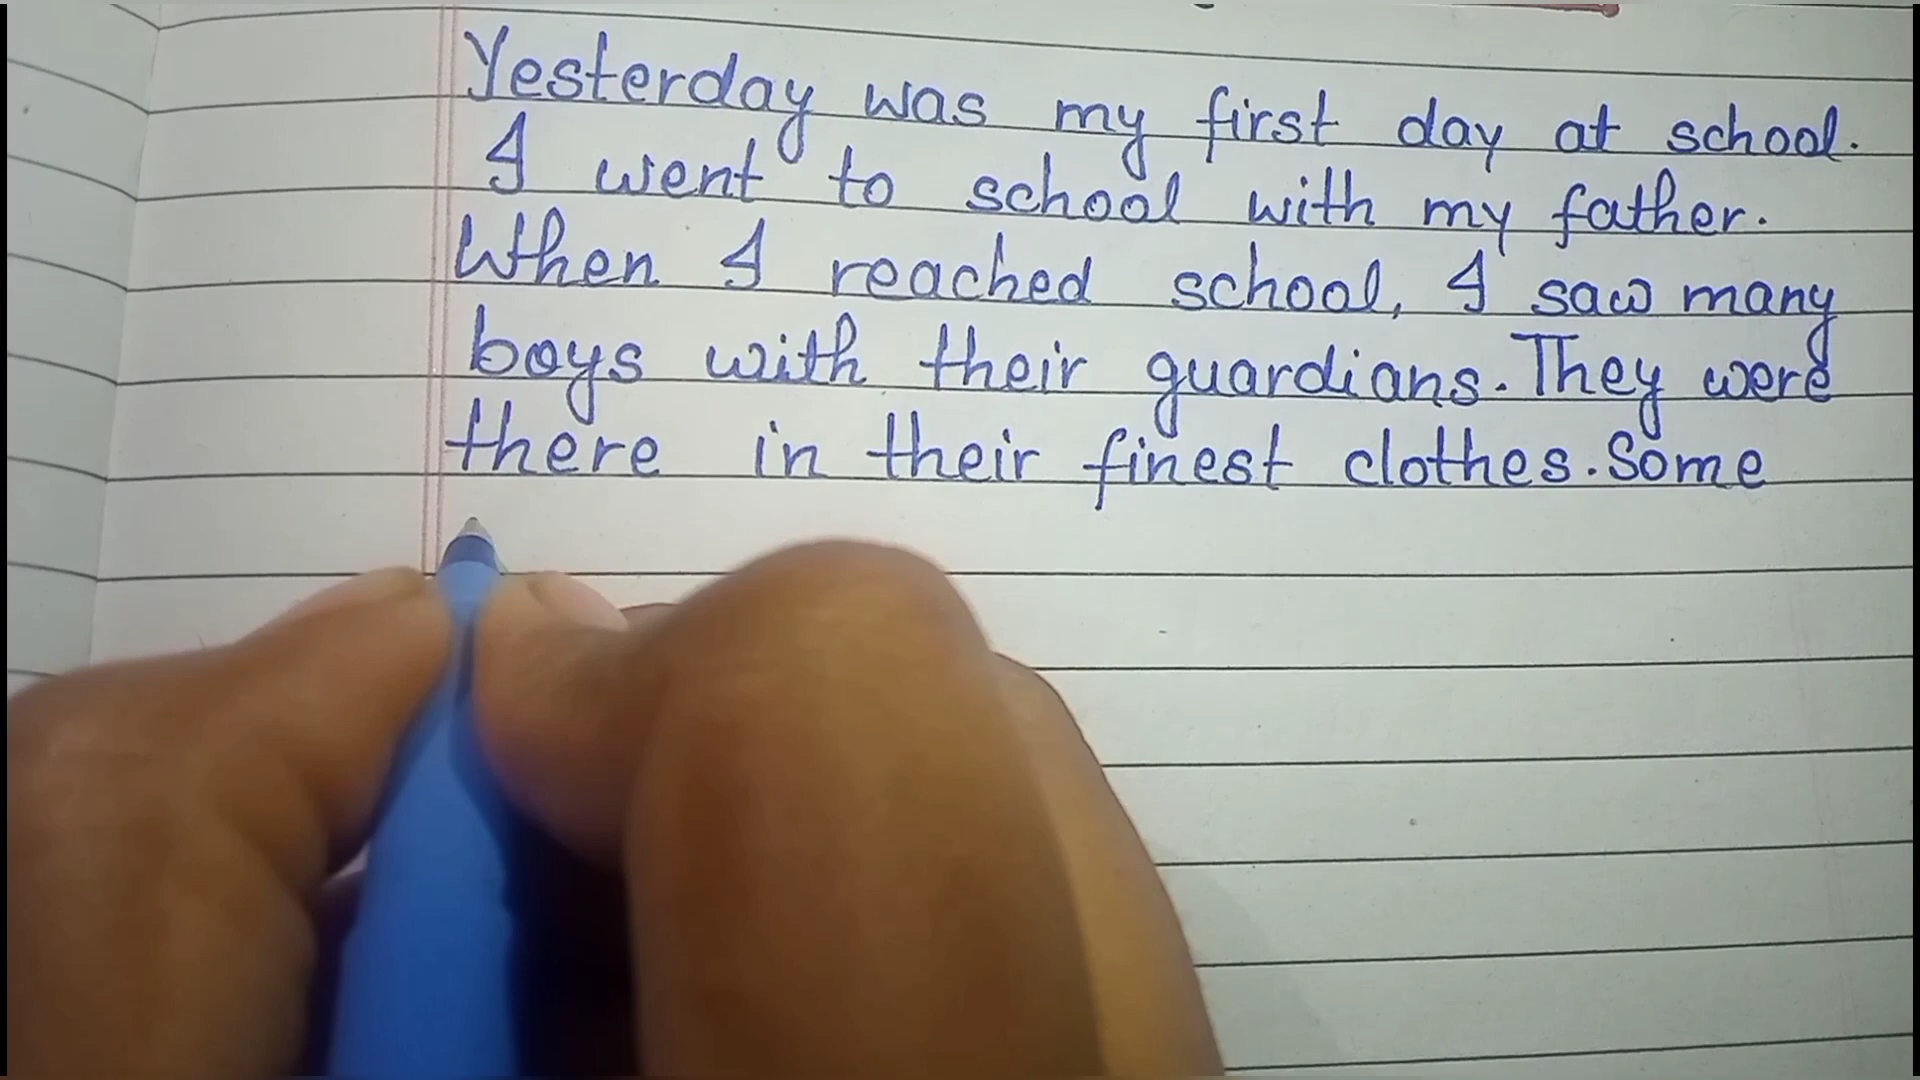 Yesterday was my first day at school.
I went to school with my father.
When I reached school, I saw many
boys with their guardians. They were
there in their finest clothes. Some